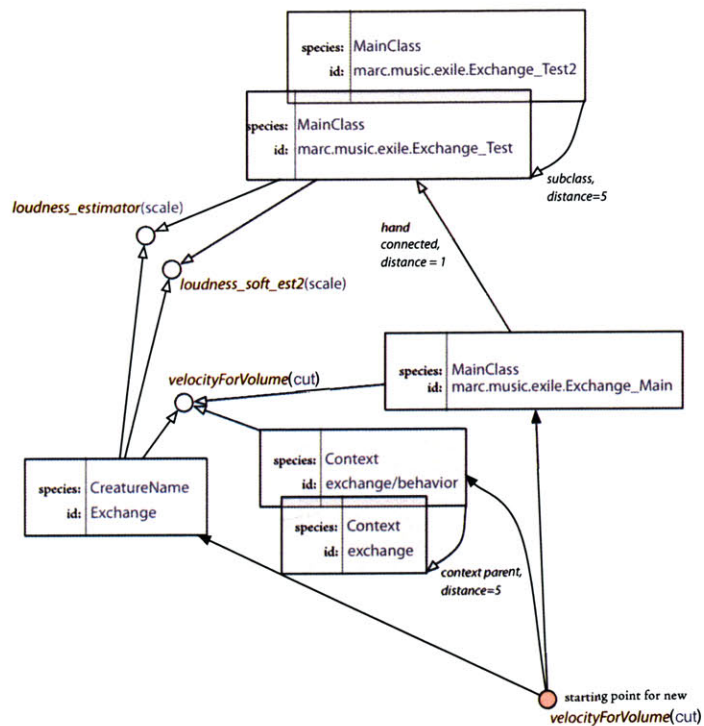 species: MainClass
id: marc.music.exile.Exchange_Test2
species: MainClass
id: marc.music.exile.Exchange_Test
subclass,
distance=5
loudness_estimator(scale)
hand
connected,
distance = 1
loudness_soft_est2(scale)
velocityForVolume(cut)
species: MainClass
id: marc.music.exile.Exchange_Main
species: CreatureName
id: Exchange
species: Context
id: exchange/behavior
species: Context
id: exchange
context parent,
distance=5
starting point for new
velocityForVolume(cut)